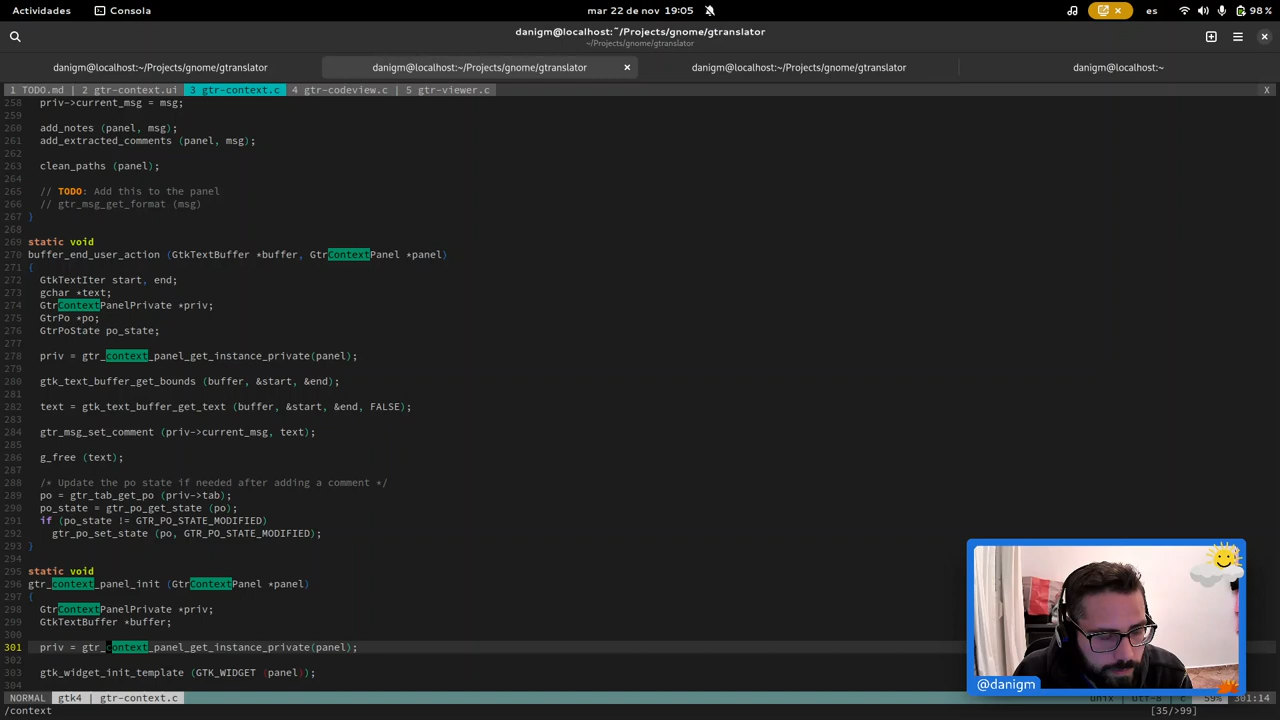 Actividades
Consola
mar 22 de nov 19:05
es
98 %
danigm@localhost:~/Projects/gnome/gtranslator
~/Projects/gnome/gtranslator
danigm@localhost:~/Projects/gnome/gtranslator
danigm@localhost:~/Projects/gnome/gtranslator
danigm@localhost:~/Projects/gnome/gtranslator
danigm@localhost:~
1 TODO.md | 2 gtr-context.ui 3 gtr-context.c 4 gtr-codeview.c | 5 gtr-viewer.c X
258 priv->current_msg = msg;
259
260 add_notes (panel, msg);
261 add_extracted_comments (panel, msg);
262
263 clean_paths (panel);
264
265 // TODO: Add this to the panel
266 // gtr_msg_get_format (msg)
267 }
268
269 static void
270 buffer_end_user_action (GtkTextBuffer *buffer, GtrContextPanel *panel)
271 {
272 GtkTextIter start, end;
273 gchar *text;
274 GtrContextPanelPrivate *priv;
275 GtrPo *po;
276 GtrPoState po_state;
277
278 priv = gtr_context_panel_get_instance_private(panel);
279
280 gtk_text_buffer_get_bounds (buffer, &start, &end);
281
282 text = gtk_text_buffer_get_text (buffer, &start, &end, FALSE);
283
284 gtr_msg_set_comment (priv->current_msg, text);
285
286 g_free (text);
287
288 /* Update the po state if needed after adding a comment */
289 po = gtr_tab_get_po (priv->tab);
290 po_state = gtr_po_get_state (po);
291 if (po_state != GTR_PO_STATE_MODIFIED)
292 gtr_po_set_state (po, GTR_PO_STATE_MODIFIED);
293 }
294
295 static void
296 gtr_context_panel_init (GtrContextPanel *panel)
297 {
298 GtrContextPanelPrivate *priv;
299 GtkTextBuffer *buffer;
300
301 priv = gtr_context_panel_get_instance_private(panel);
302
303 gtk_widget_init_template (GTK_WIDGET (panel));
304
@danigm
NORMAL gtk4 | gtr-context.c unix | utf-8 | c 59% 301:14
/context [35/>99]